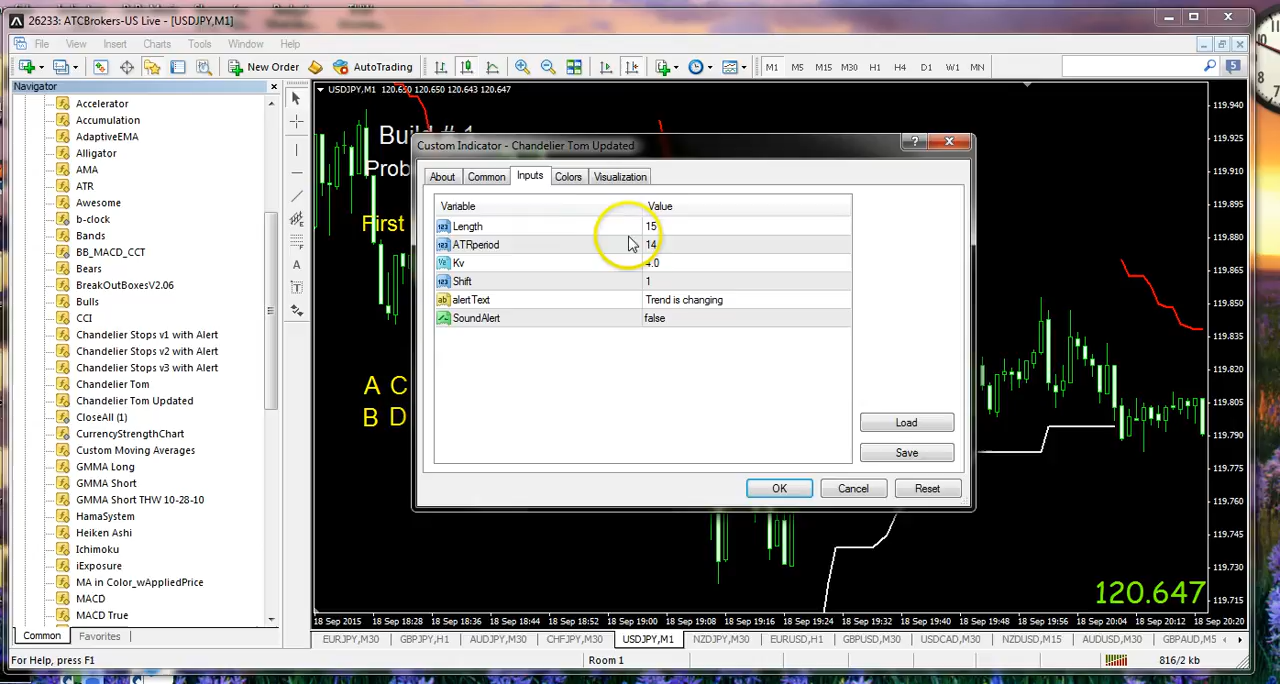 26233: ATCBrokers-US Live - [USDJPY,M1]
File View Insert Charts Tools Window Help
New Order AutoTrading M1 M5 M15 M30 H1 H4 D1 W1 MN 5
Navigator
Accelerator
Accumulation
AdaptiveEMA
Alligator
AMA
ATR
Awesome
b-clock
Bands
BB_MACD_CCT
Bears
BreakOutBoxesV2.06
Bulls
CCI
Chandelier Stops v1 with Alert
Chandelier Stops v2 with Alert
Chandelier Stops v3 with Alert
Chandelier Tom
Chandelier Tom Updated
CloseAll (1)
CurrencyStrengthChart
Custom Moving Averages
GMMA Long
GMMA Short
GMMA Short THW 10-28-10
HamaSystem
Heiken Ashi
Ichimoku
iExposure
MA in Color_wAppliedPrice
MACD
MACD True
Common Favorites
USDJPY,M1 120.650 120.650 120.643 120.647
Build # 1
Prob
First
A C
B D
Custom Indicator - Chandelier Tom Updated
About Common Inputs Colors Visualization
Variable Value
Length 15
ATRperiod 14
Kv 4.0
Shift 1
alertText Trend is changing
SoundAlert false
Load
Save
OK Cancel Reset
119.940
119.925
119.910
119.895
119.880
119.865
119.850
119.835
119.820
119.805
119.790
119.775
119.760
119.745
119.730
119.715
120.647
18 Sep 2015 18 Sep 18:28 18 Sep 18:36 18 Sep 18:44 18 Sep 18:52 18 Sep 19:00 18 Sep 19:08 18 Sep 19:16 18 Sep 19:24 18 Sep 19:32 18 Sep 19:40 18 Sep 19:48 18 Sep 19:56 18 Sep 20:04 18 Sep 20:12 18 Sep 20:20
EURJPY,M30 GBPJPY,H1 AUDJPY,M30 CHFJPY,M30 USDJPY,M1 NZDJPY,M30 EURUSD,H1 GBPUSD,M30 USDCAD,M30 NZDUSD,M15 AUDUSD,M30 GBPAUD,M5
For Help, press F1 Room 1 816/2 kb